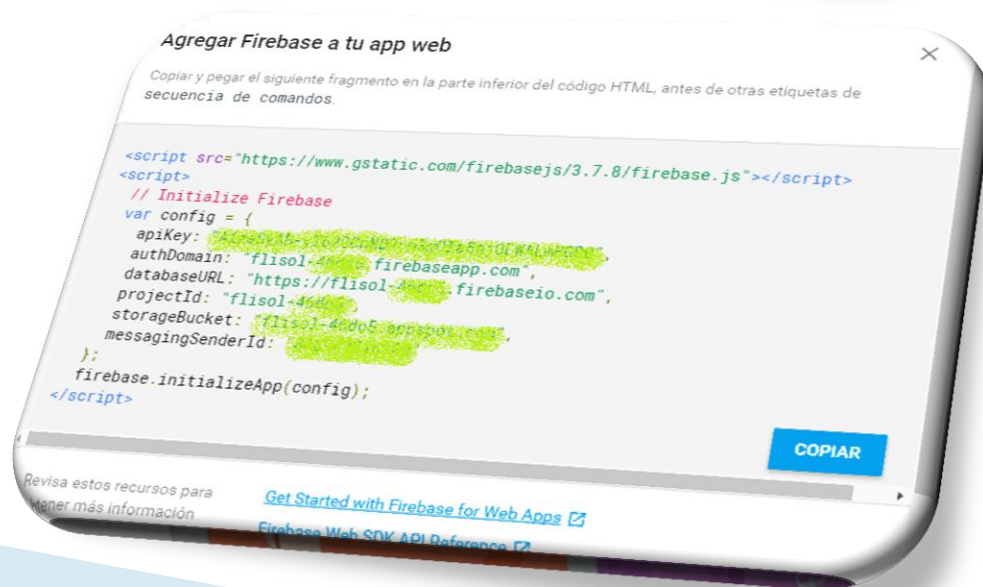 Agregar Firebase a tu app web
Copiar y pegar el siguiente fragmento en la parte inferior del código HTML, antes de otras etiquetas de
secuencia de comandos.
<script src="https://www.gstatic.com/firebasejs/3.7.8/firebase.js"></script>
<script>
// Initialize Firebase
var config = {
apiKey:
authDomain: "flisol- .firebaseapp.com",
databaseURL: "https://flisol- .firebaseio.com",
projectId: "flisol-
storageBucket:
messagingSenderId:
};
firebase.initializeApp(config);
</script>
COPIAR
Revisa estos recursos para
más información
Get Started with Firebase for Web Apps
Firebase Web SDK API Reference